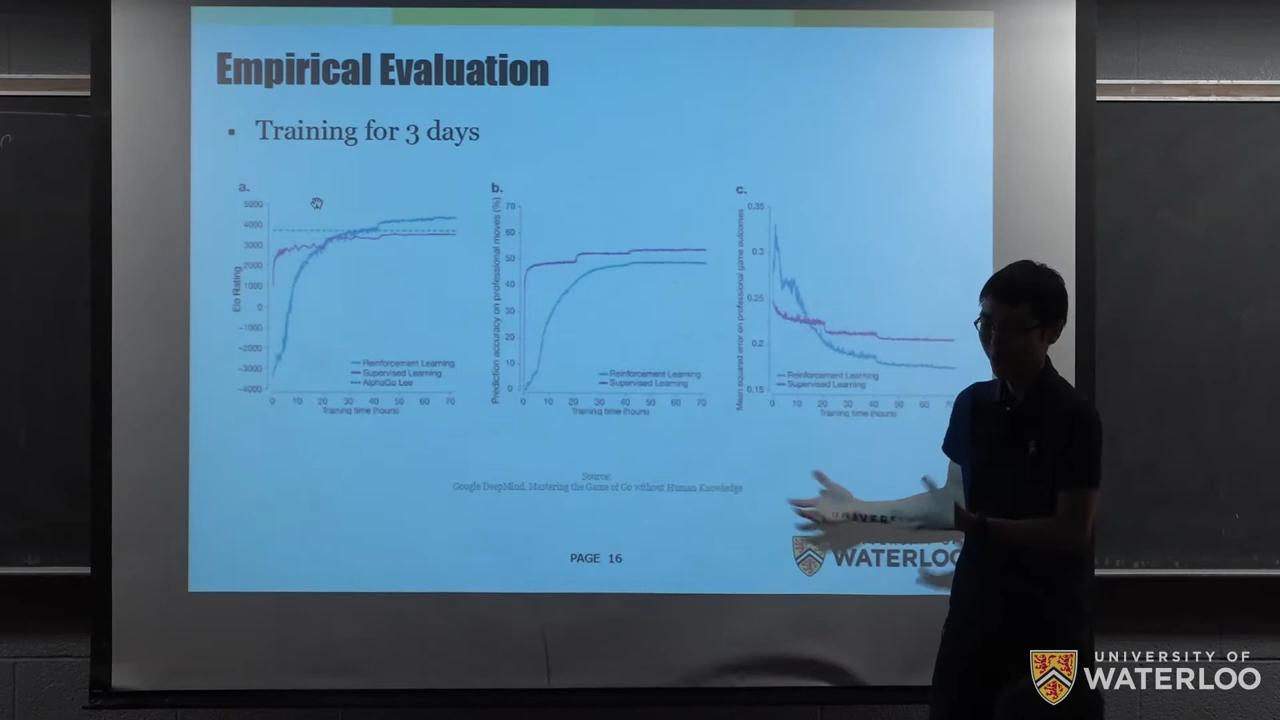 Empirical Evaluation
▪ Training for 3 days
a.
5000
4000
3000
2000
1000
0
−1000
−2000
−3000
−4000
Elo Rating
0 10 20 30 40 50 60 70
Training time (hours)
Reinforcement Learning
Supervised Learning
AlphaGo Lee
b.
70
60
50
40
30
20
10
0
Prediction accuracy on professional moves (%)
0 10 20 30 40 50 60 70
Training time (hours)
Reinforcement Learning
Supervised Learning
c.
0.35
0.3
0.25
0.2
0.15
Mean squared error on professional game outcomes
0 10 20 30 40 50 60
Training time (hours)
Reinforcement Learning
Supervised Learning
Source:
Google DeepMind, Mastering the Game of Go without Human Knowledge
PAGE 16
WATERLOO
UNIVERSITY OF
WATERLOO